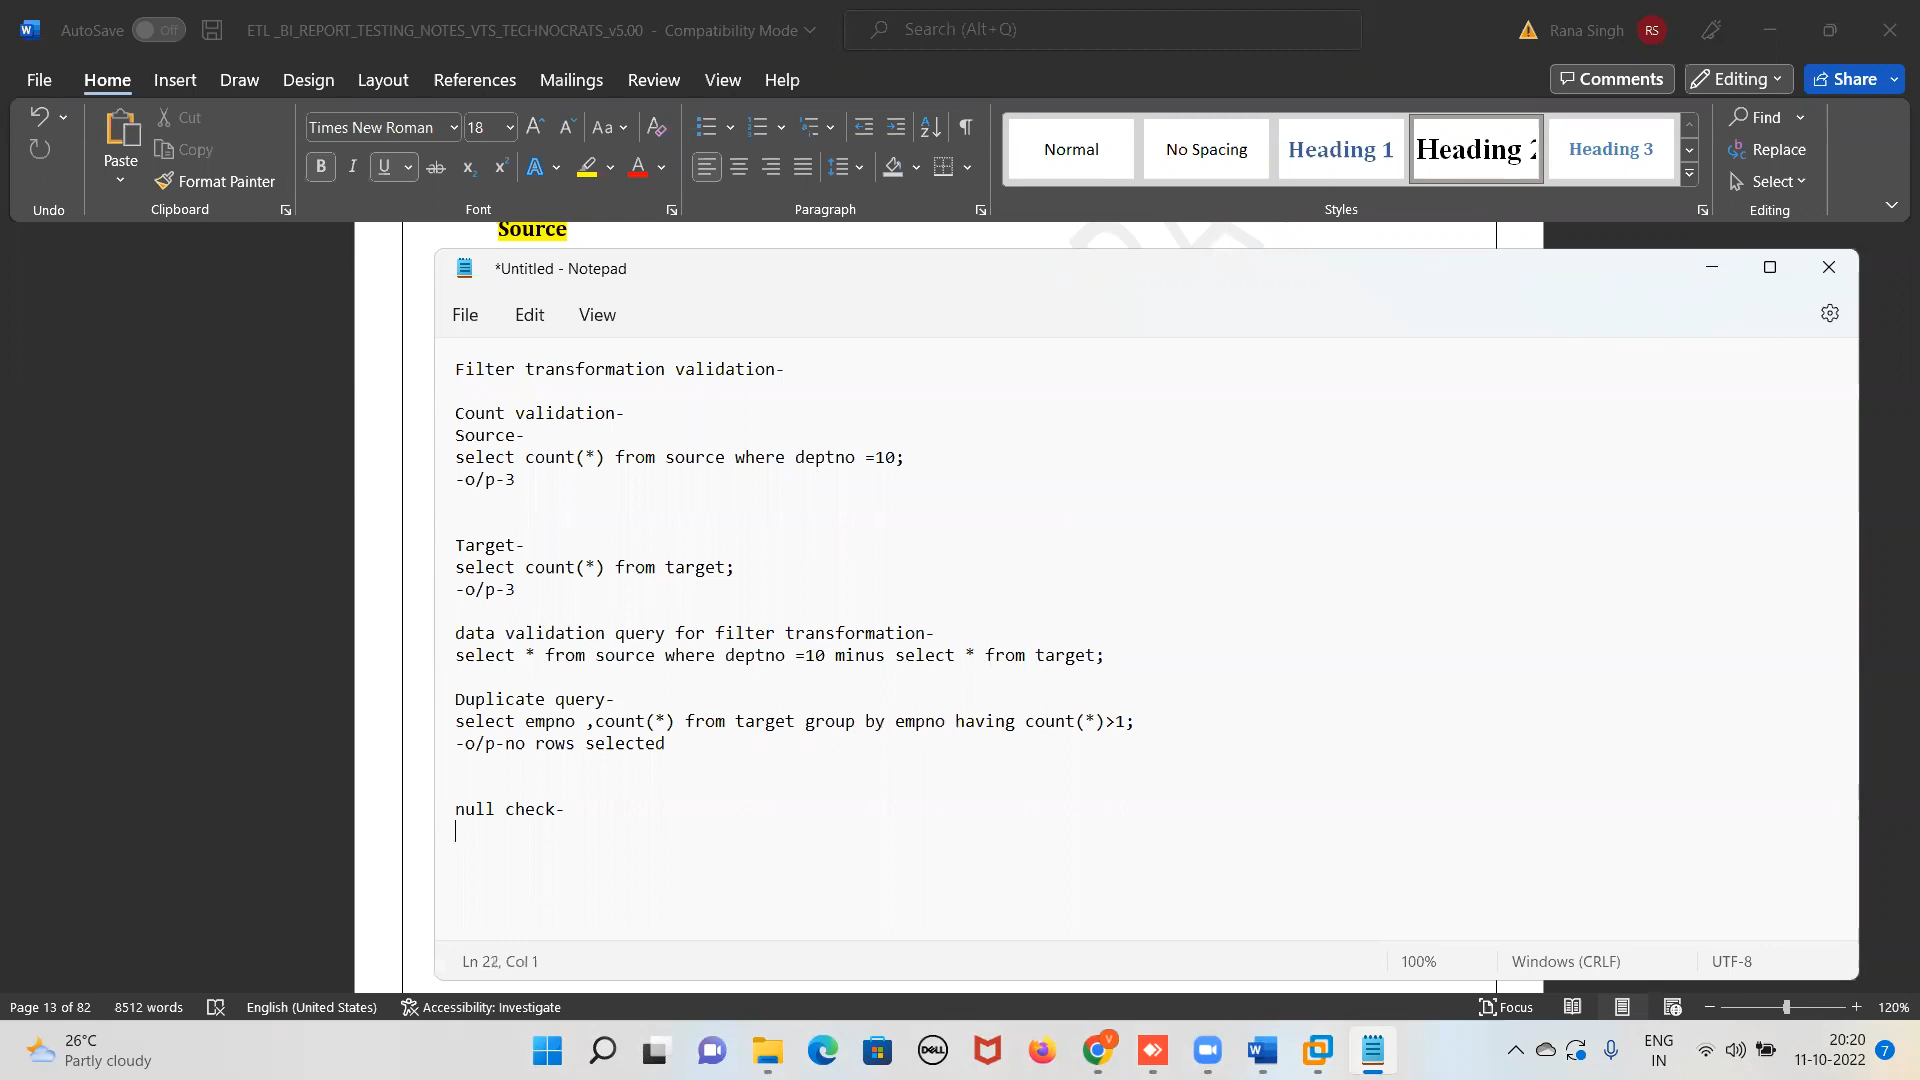 AutoSave Off ETL _BI_REPORT_TESTING_NOTES_VTS_TECHNOCRATS_v5.00 - Compatibility Mode Search (Alt+Q) Rana Singh RS
File Home Insert Draw Design Layout References Mailings Review View Help Comments Editing Share
Undo
Paste
Cut
Copy
Format Painter
Clipboard
Times New Roman 18
Font
Paragraph
Normal No Spacing Heading 1 Heading 2 Heading 3
Styles
Find
Replace
Select
Editing
Source
*Untitled - Notepad
File Edit View
Filter transformation validation-
Count validation-
Source-
select count(*) from source where deptno =10;
-o/p-3
Target-
select count(*) from target;
-o/p-3
data validation query for filter transformation-
select * from source where deptno =10 minus select * from target;
Duplicate query-
select empno ,count(*) from target group by empno having count(*)>1;
-o/p-no rows selected
null check-
Ln 22, Col 1 100% Windows (CRLF) UTF-8
Page 13 of 82 8512 words English (United States) Accessibility: Investigate Focus 120%
26°C
Partly cloudy
DELL
ENG
IN
20:20
11-10-2022
7